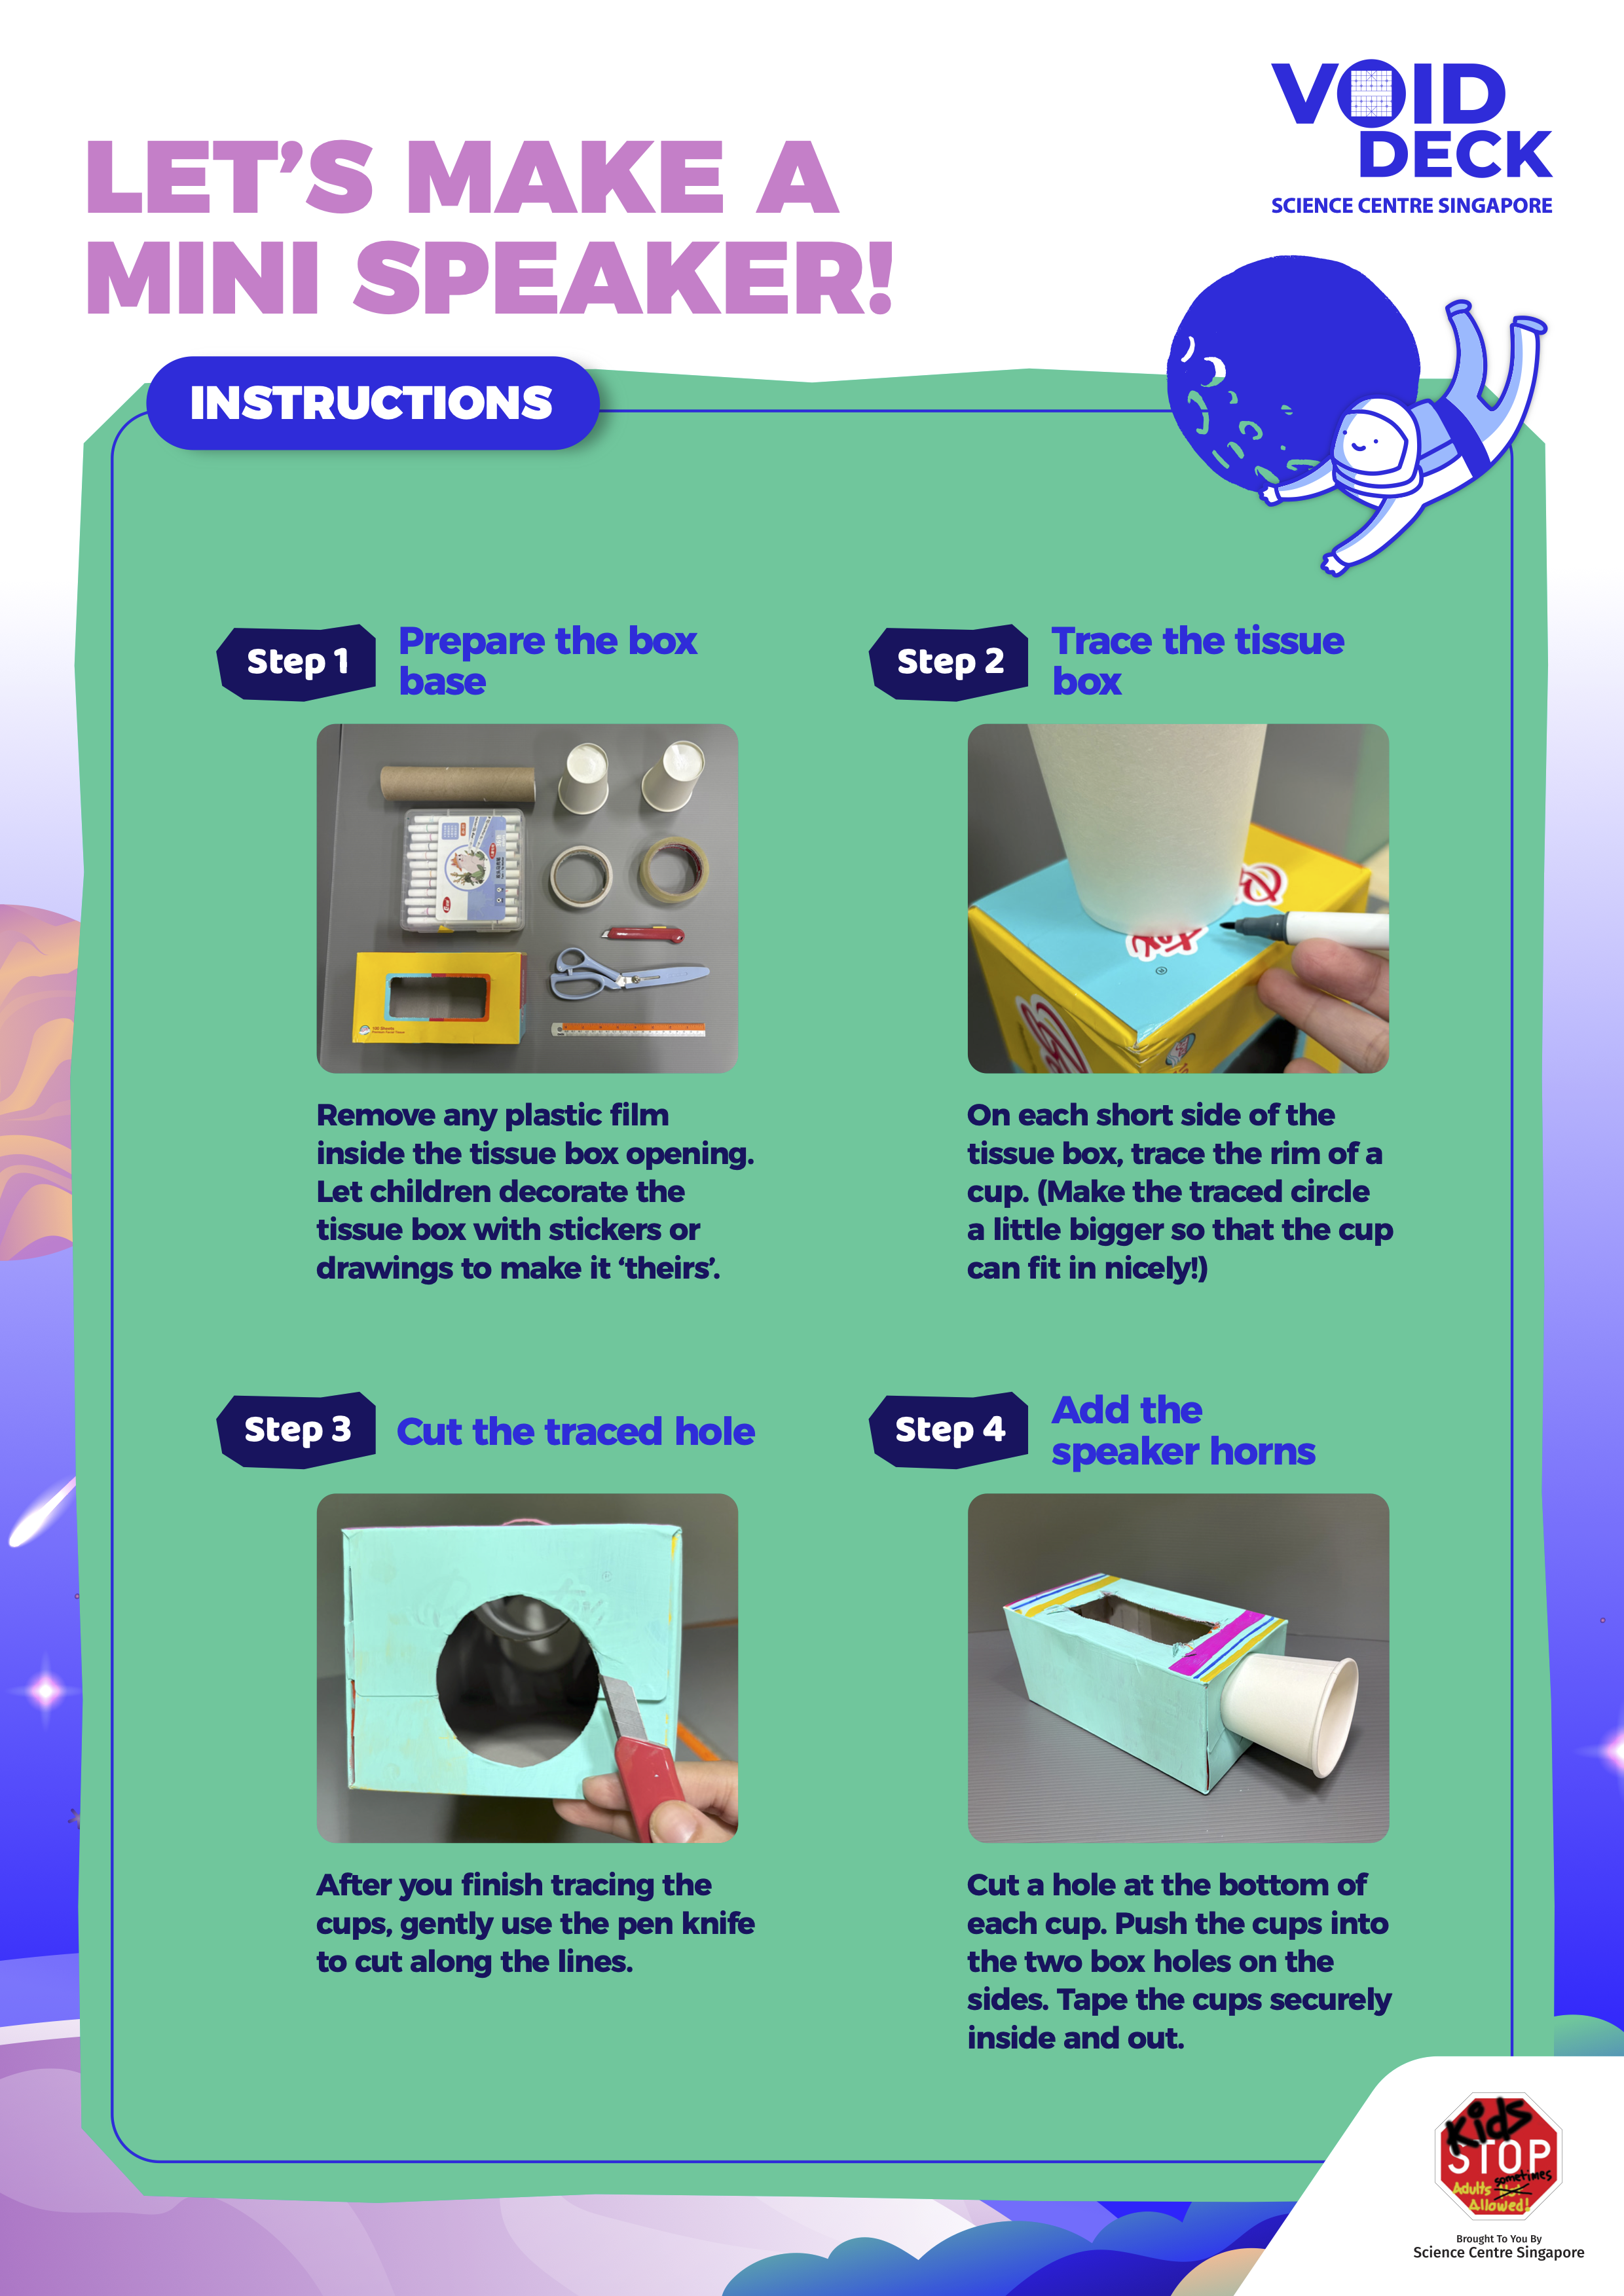 VOID
DECK
SCIENCE CENTRE SINGAPORE
LET’S MAKE A
MINI SPEAKER!
INSTRUCTIONS
Step 1
Prepare the box
base
Remove any plastic film
inside the tissue box opening.
Let children decorate the
tissue box with stickers or
drawings to make it ‘theirs’.
Step 2
Trace the tissue
box
On each short side of the
tissue box, trace the rim of a
cup. (Make the traced circle
a little bigger so that the cup
can fit in nicely!)
Step 3
Cut the traced hole
After you finish tracing the
cups, gently use the pen knife
to cut along the lines.
Step 4
Add the
speaker horns
Cut a hole at the bottom of
each cup. Push the cups into
the two box holes on the
sides. Tape the cups securely
inside and out.
Kids
STOP
sometimes
Adults
Allowed!
Brought To You By
Science Centre Singapore